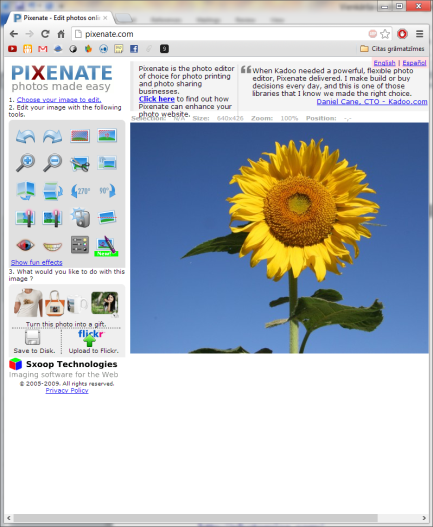 Pixenate - Edit photos onli
pixenate.com
Citas grāmatzīmes
PIXENATE
photos made easy
1. Choose your image to edit.
2. Edit your image with the following
tools.
270°
90°
New!
Show fun effects
3. What would you like to do with this
image ?
Turn this photo into a gift.
flickr
Save to Disk.
Upload to Flickr.
Sxoop Technologies
Imaging software for the Web
© 2005-2009. All rights reserved.
Privacy Policy
Pixenate is the photo editor
of choice for photo printing
and photo sharing
businesses.
Click here to find out how
Pixenate can enhance your
photo website.
English | Español
When Kadoo needed a powerful, flexible photo
editor, Pixenate delivered. I make build or buy
decisions every day, and this is one of those
libraries that I know we made the right choice.
Daniel Cane, CTO - Kadoo.com
Section: N/A Size: 640x426 Zoom: 100% Position: -,-